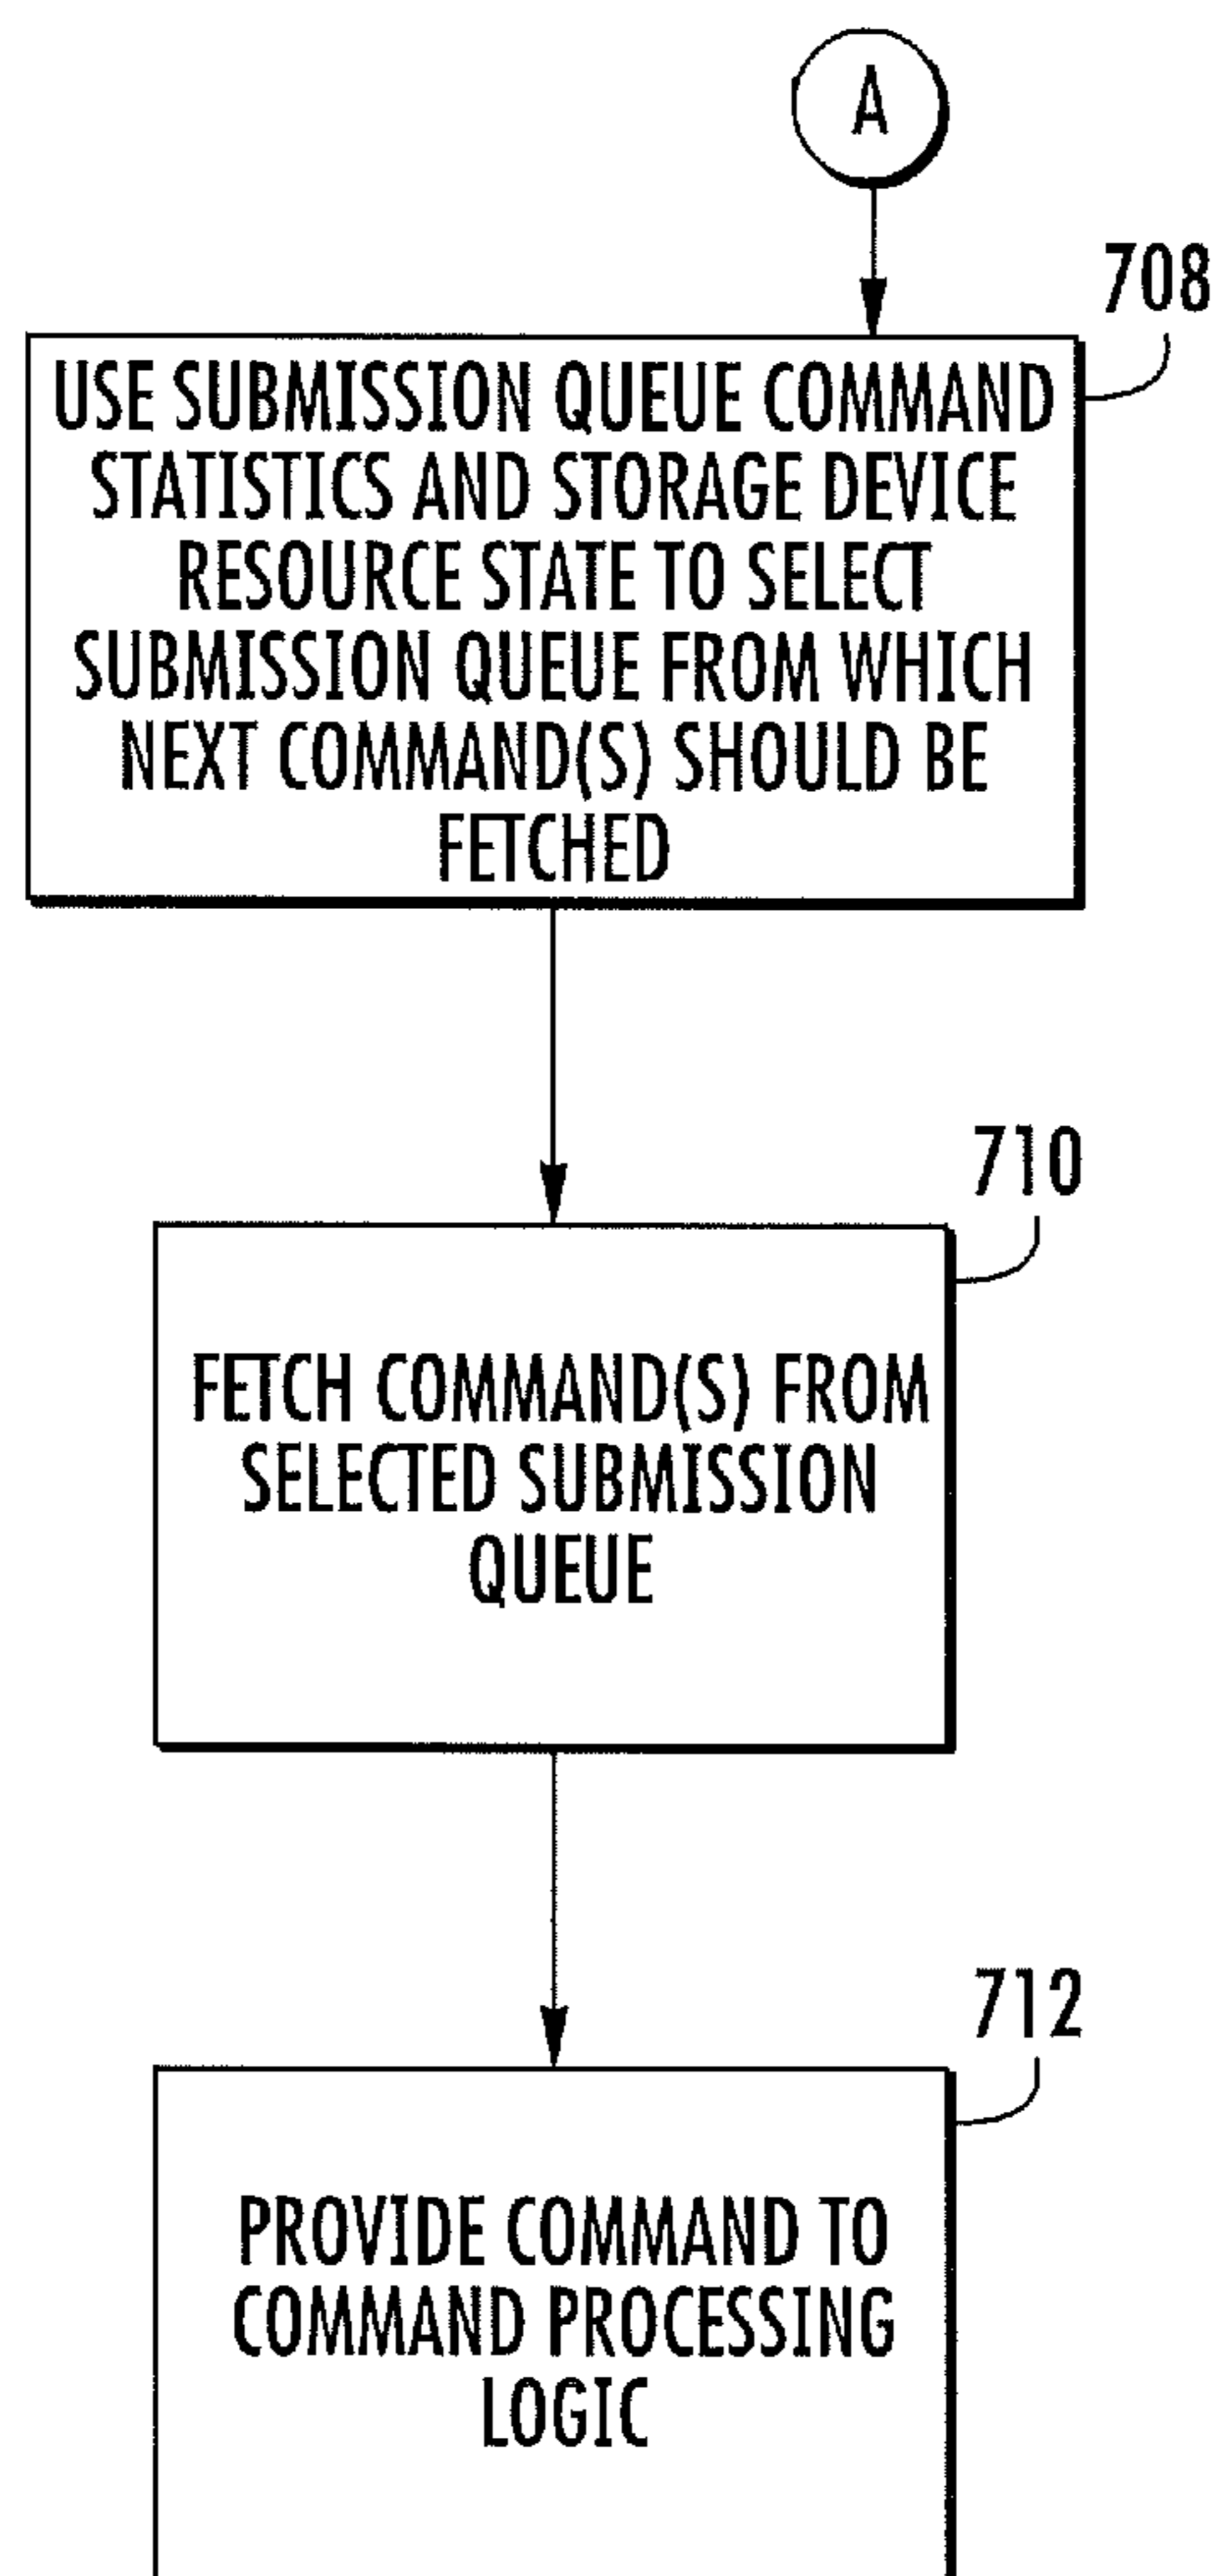 A
708
USE SUBMISSION QUEUE COMMAND
STATISTICS AND STORAGE DEVICE
RESOURCE STATE TO SELECT
SUBMISSION QUEUE FROM WHICH
NEXT COMMAND(S) SHOULD BE
FETCHED
710
FETCH COMMAND(S) FROM
SELECTED SUBMISSION
QUEUE
712
PROVIDE COMMAND TO
COMMAND PROCESSING
LOGIC